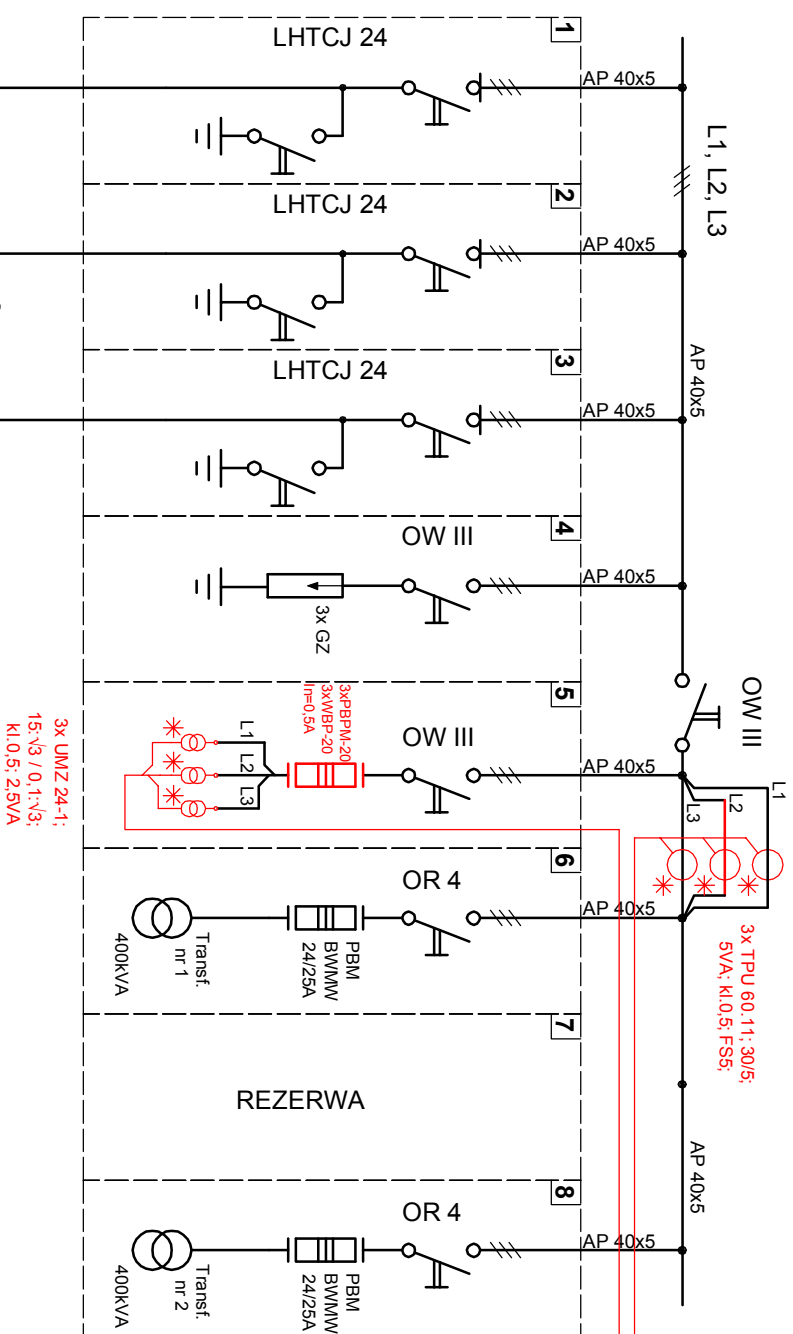 1
LHTCJ 24
AP 40x5
L1, L2, L3
2
LHTCJ 24
AP 40x5
AP 40x5
3
LHTCJ 24
AP 40x5
4
OW III
AP 40x5
3x GZ
OW III
5
OW III
AP 40x5
3xPBPM-20
3xWBP-20
In=0,5A
L1
L2
L3
3x UMZ 24-1;
15:√3 / 0,1:√3;
kl.0,5; 2,5VA
L1
L2
L3
3x TPU 60.11; 30/5;
5VA; kl.0,5; FS5;
6
OR 4
AP 40x5
PBM
BWMW
24/25A
Transf.
nr 1
400kVA
7
REZERWA
AP 40x5
8
OR 4
AP 40x5
PBM
BWMW
24/25A
Transf.
nr 2
400kVA